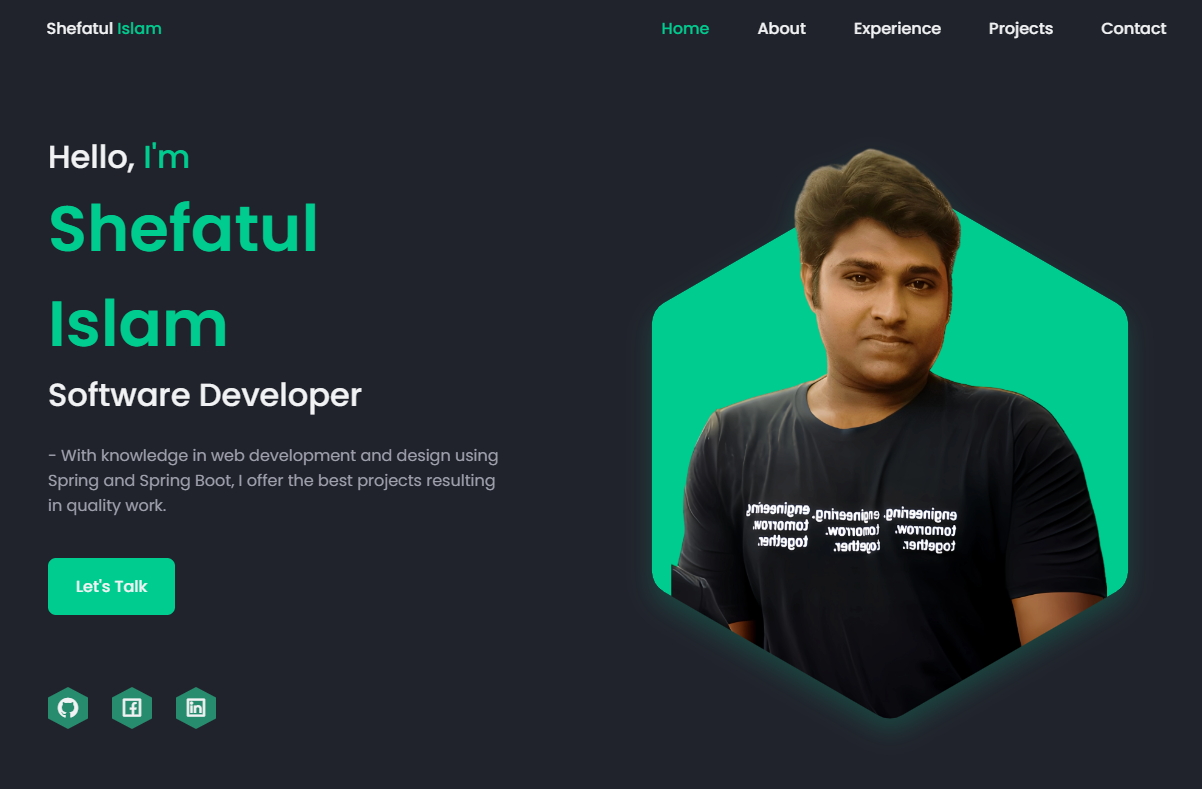 Shefatul Islam
Home About Experience Projects Contact
Hello, I'm
Shefatul
Islam
Software Developer
- With knowledge in web development and design using
Spring and Spring Boot, I offer the best projects resulting
in quality work.
Let's Talk
engineering. engineering. engineering.
tomorrow. tomorrow. tomorrow.
together. together. together.